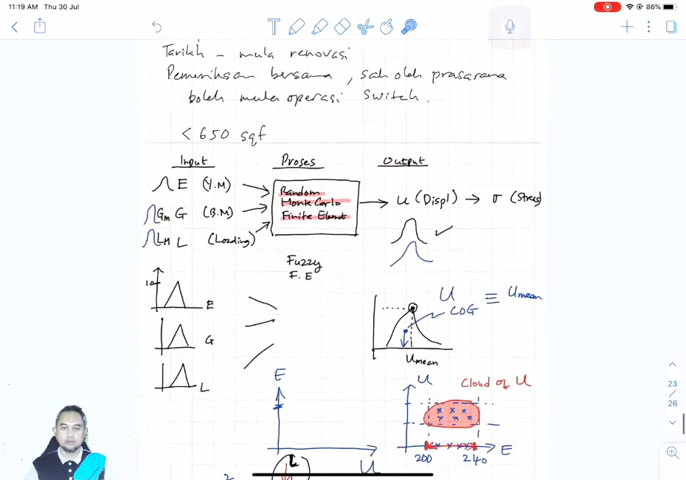 11:19 AM Thu 30 Jul
86%
Tarikh - mula renovasi
Pemeriksaan bersama, sah oleh prasarana
boleh mula operasi switch.
< 650 sqf
Input Proses Output
E (Y.M)
Gm G (B.M)
LM L (Loading)
Random
Monte Carlo
Finite Element
u (Displ) → σ (Stress)
Fuzzy
F.E
1.0
E
G
L
U ≡ Umean
COG
Umean
E
U
U
Cloud of U
200 240 E
L
23
26